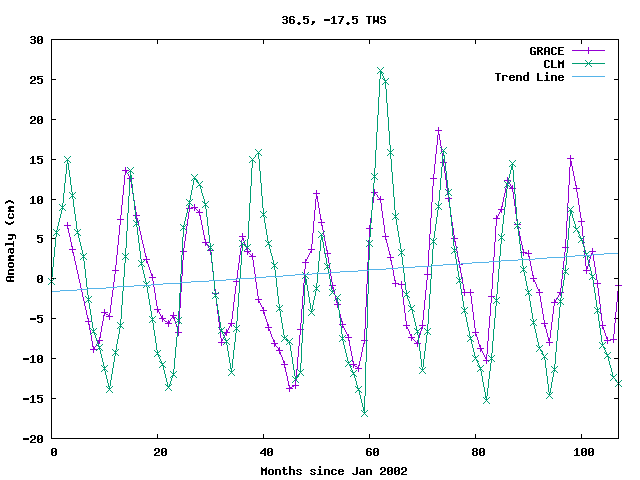 36.5, -17.5 TWS
30
25
20
15
10
5
0
-5
-10
-15
-20
Anomaly (cm)
GRACE
CLM
Trend Line
0 20 40 60 80 100
Months since Jan 2002